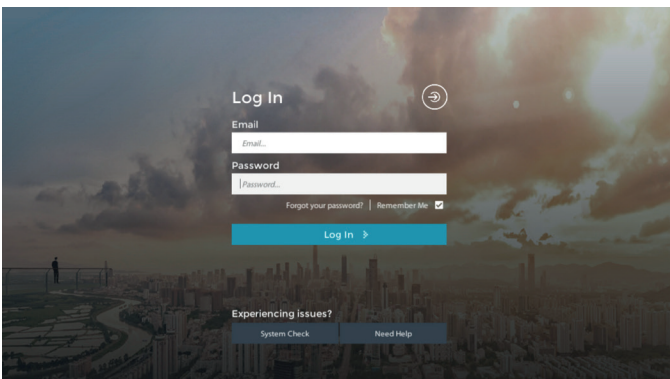 Log In
Email
Email...
Password
Password...
Forgot your password? | Remember Me
Log In
Experiencing issues?
System Check
Need Help